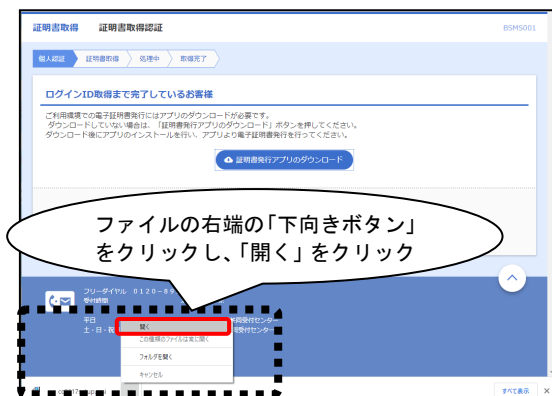 証明書取得 証明書取得認証
BSMS001
個人認証 証明書取得 処理中 取得完了
ログインID取得まで完了しているお客様
ご利用環境での電子証明書発行にはアプリのダウンロードが必要です。
ダウンロードしていない場合は、「証明書発行アプリのダウンロード」ボタンを押してください。
ダウンロード後にアプリのインストールを行い、アプリより電子証明書発行を行ってください。
証明書発行アプリのダウンロード
ファイルの右端の「下向きボタン」
をクリックし、「開く」をクリック
フリーダイヤル 0120-89
受付時間
平日
土・日・祝
開く
この種類のファイルは常に開く
フォルダを開く
キャンセル
受付センター
受付センター
すべて表示